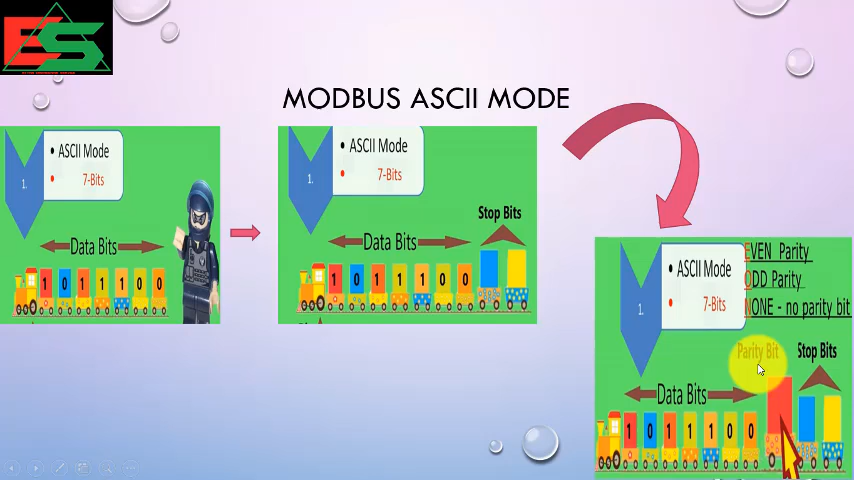 ES
MODBUS ASCII MODE
• ASCII Mode
• 7-Bits
1.
Data Bits
1 0 1 1 1 0 0
• ASCII Mode
• 7-Bits
1.
Stop Bits
Data Bits
1 0 1 1 1 0 0
EVEN Parity
• ASCII Mode
ODD Parity
• 7-Bits
NONE - no parity bit
1.
Parity Bit
Stop Bits
Data Bits
1 0 1 1 1 0 0